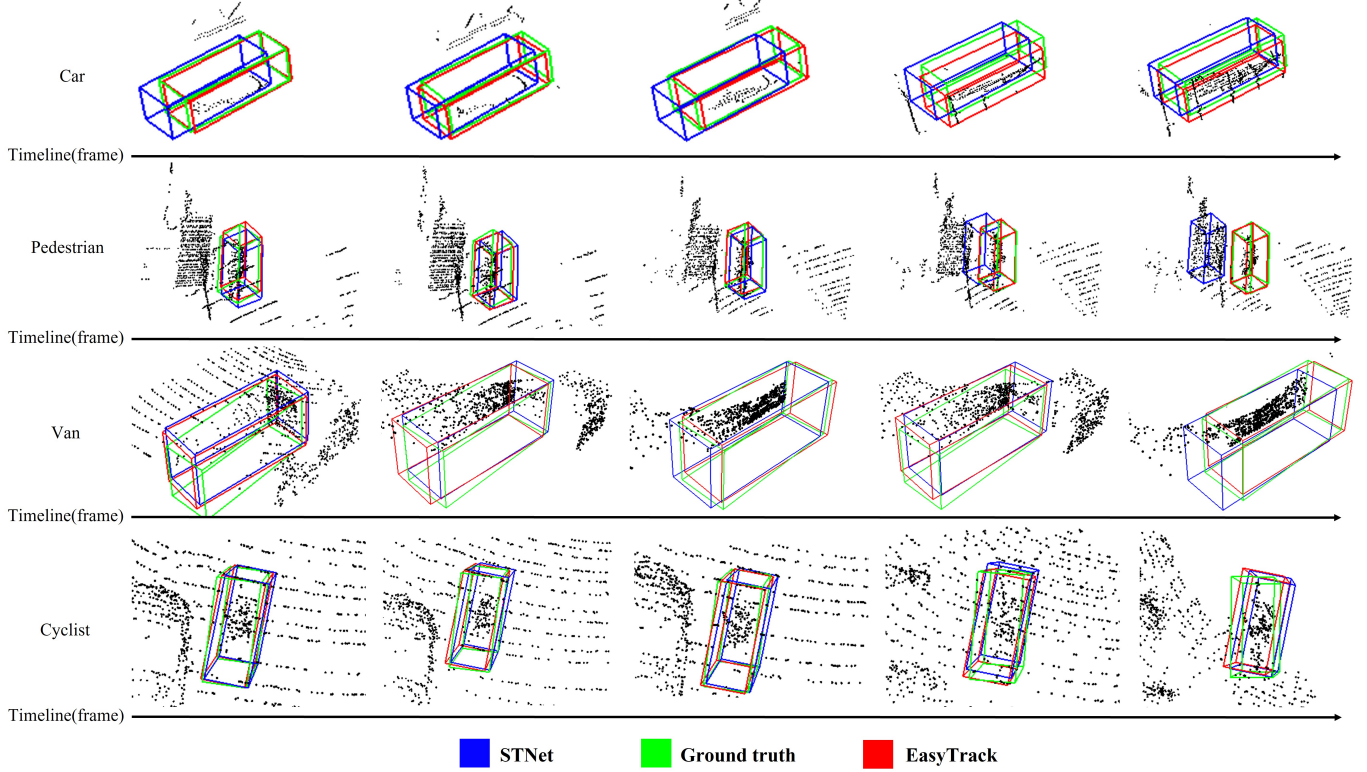 Car
Timeline(frame)
Pedestrian
Timeline(frame)
Van
Timeline(frame)
Cyclist
Timeline(frame)
STNet Ground truth EasyTrack